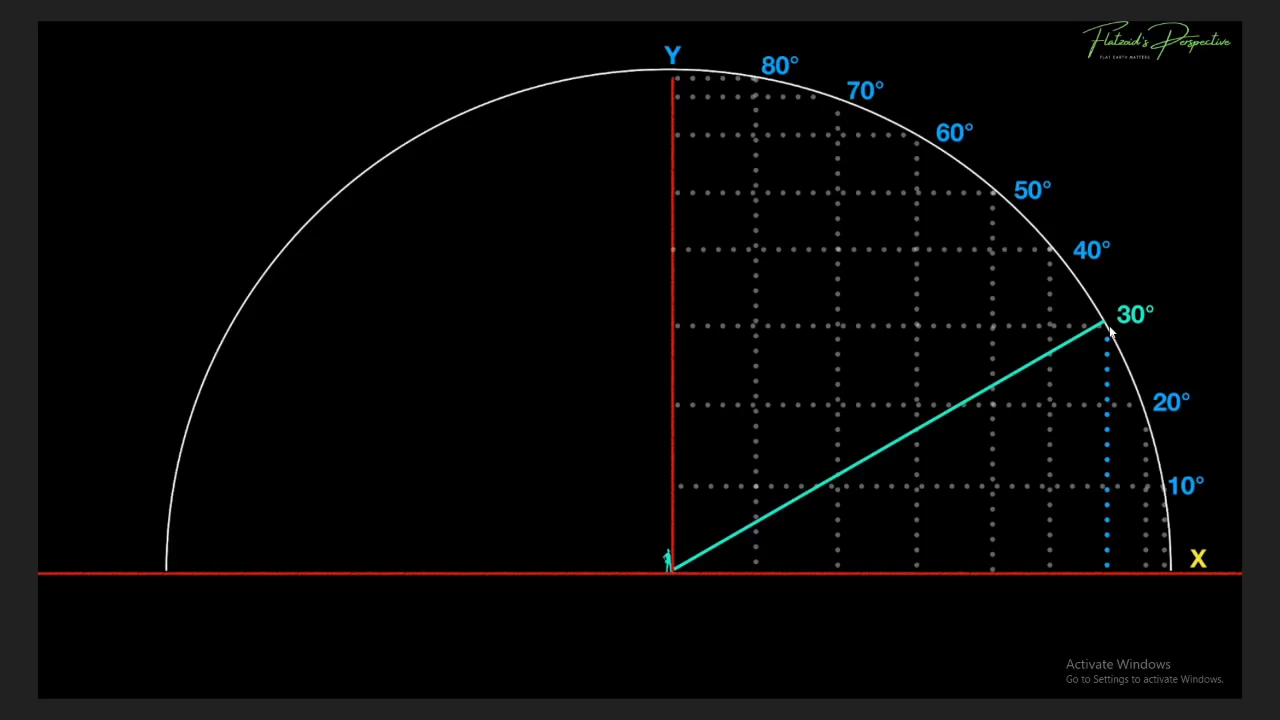 Flatzoid's Perspective
FLAT EARTH MATTERS
Y
80°
70°
60°
50°
40°
30°
20°
10°
X
Activate Windows
Go to Settings to activate Windows.